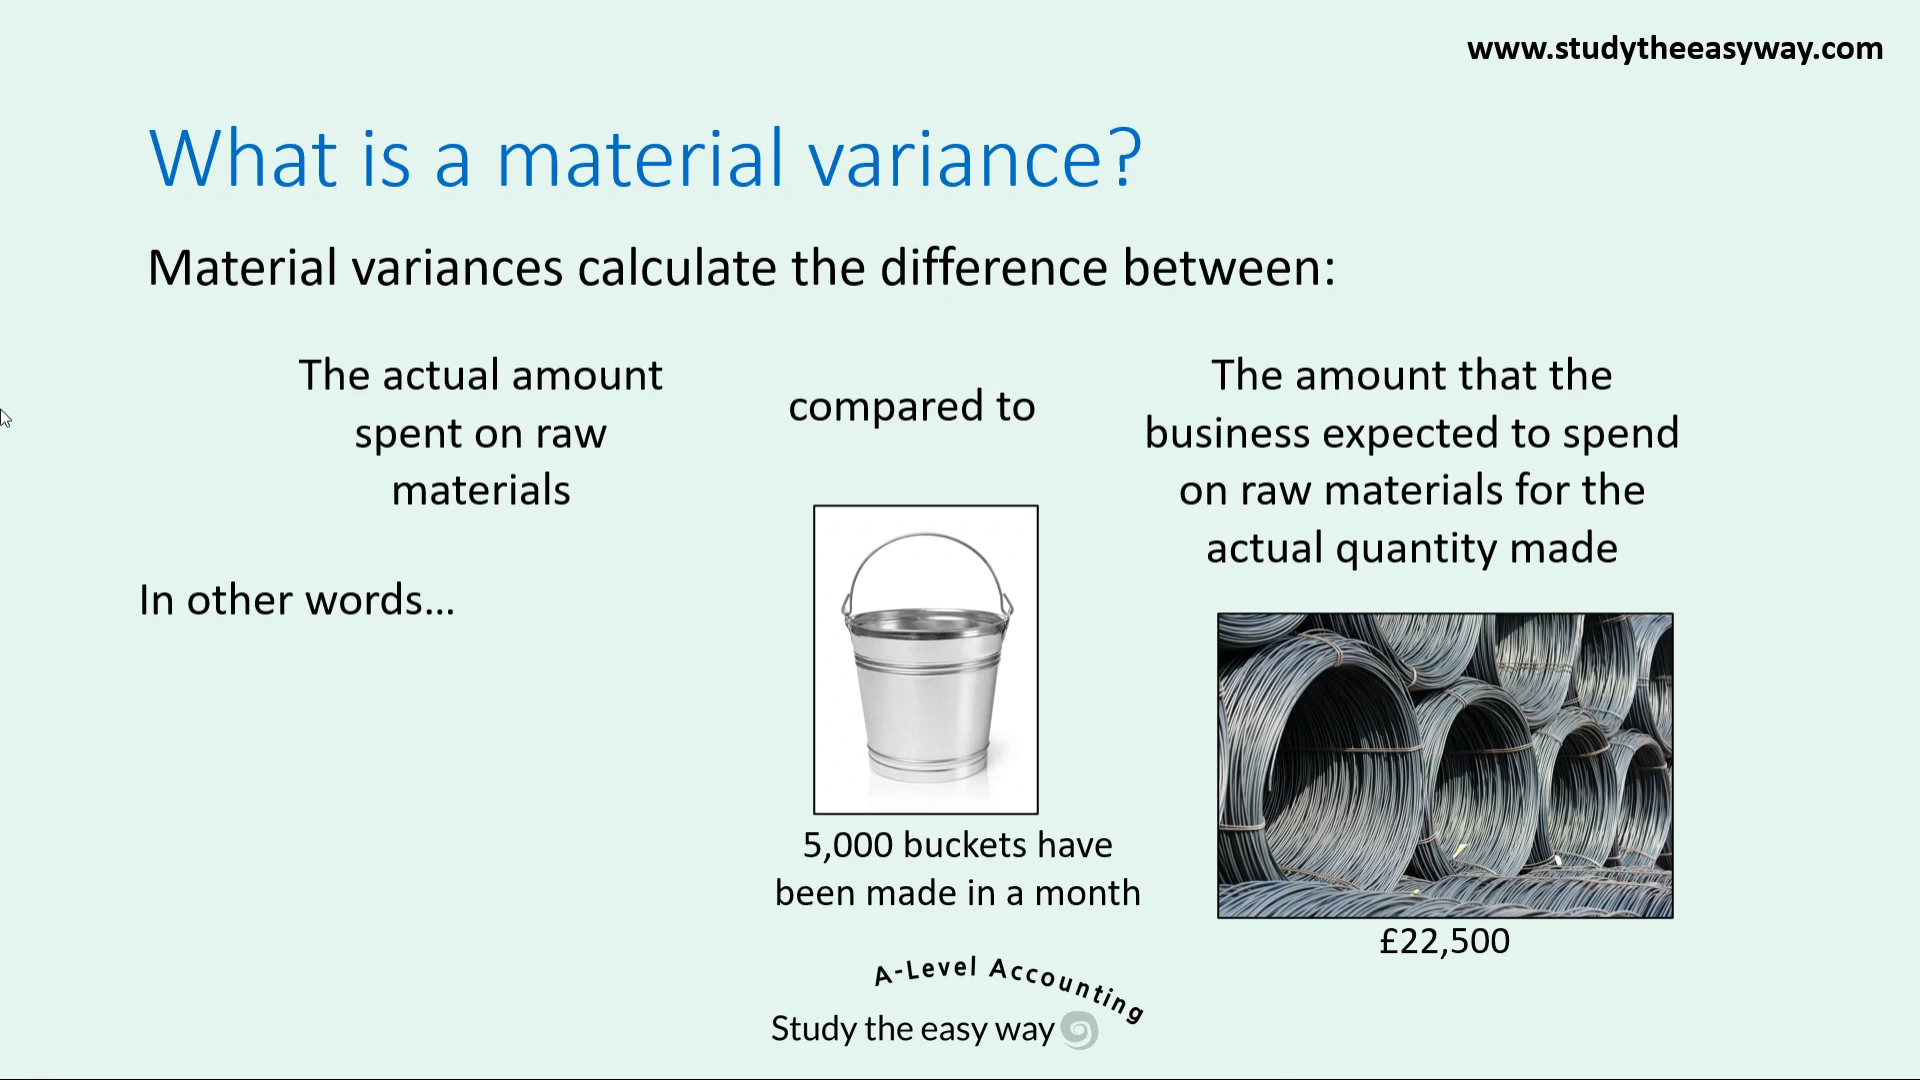 www.studytheeasyway.com
What is a material variance?
Material variances calculate the difference between:
The actual amount
spent on raw
materials
compared to
The amount that the
business expected to spend
on raw materials for the
actual quantity made
In other words...
5,000 buckets have
been made in a month
£22,500
A-Level Accounting
Study the easy way